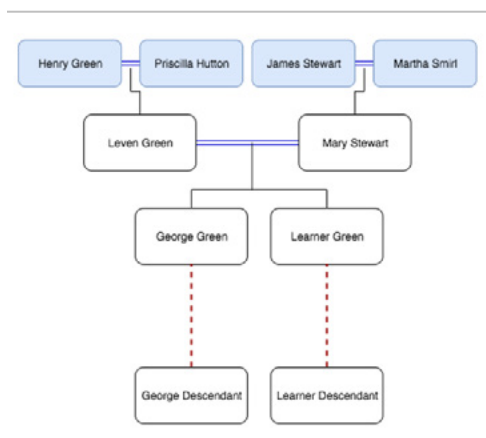 Henry Green
Priscilla Hutton
James Stewart
Martha Smirl
Leven Green
Mary Stewart
George Green
Learner Green
George Descendant
Learner Descendant